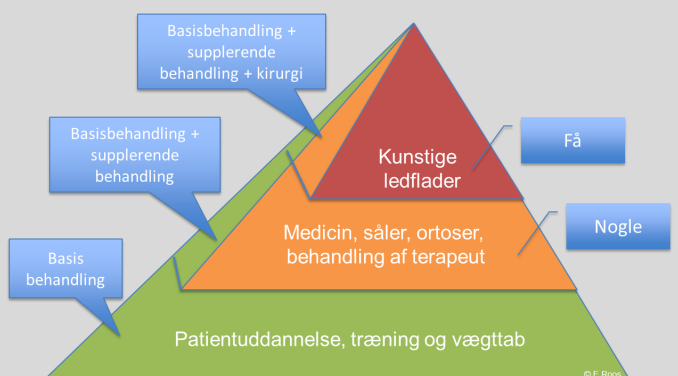 Basisbehandling +
supplerende
behandling + kirurgi
Basisbehandling +
supplerende
behandling
Basis
behandling
Kunstige
ledflader
Få
Medicin, såler, ortoser,
behandling af terapeut
Nogle
Patientuddannelse, træning og vægttab
© E Roos